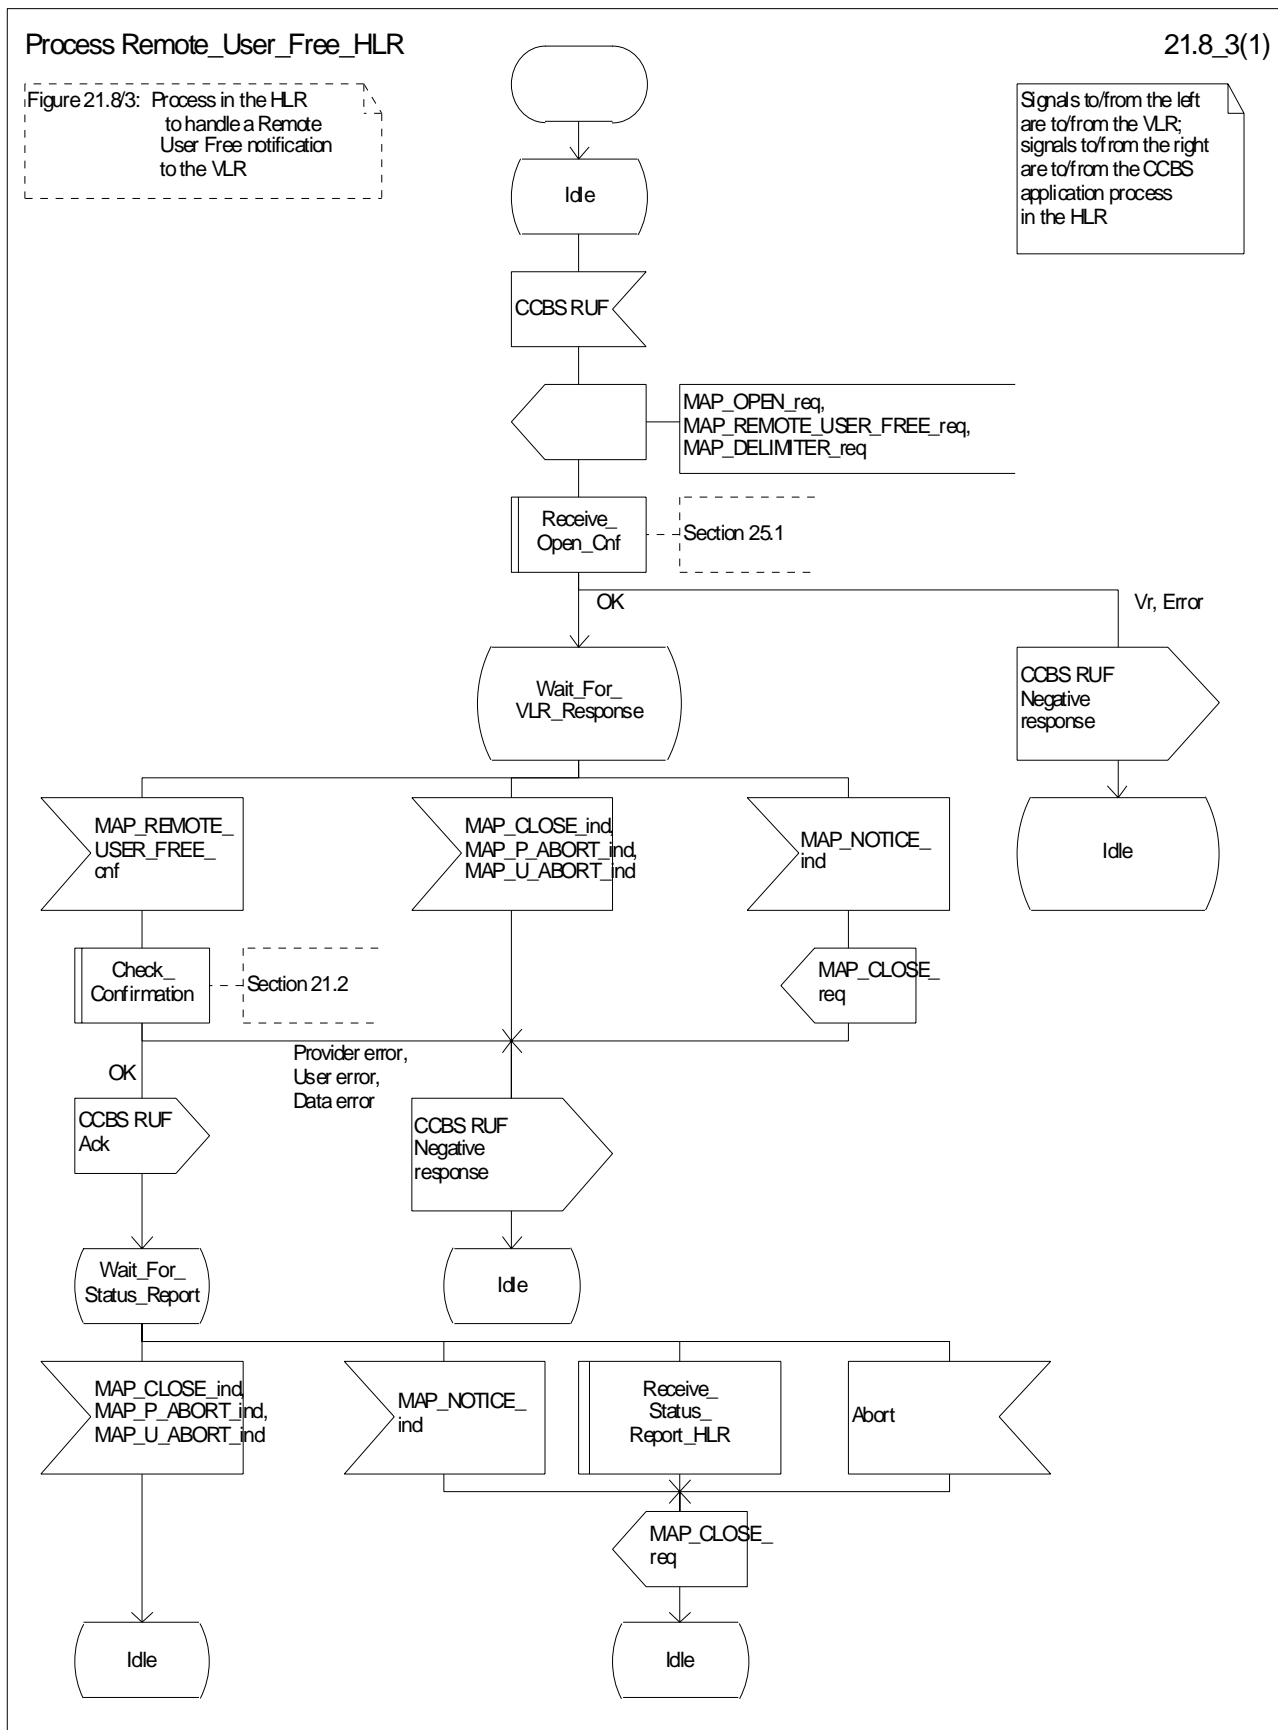 Process Remote_User_Free_HLR
21.8_3(1)
Figure 21.8/3: Process in the HLR
to handle a Remote
User Free notification
to the VLR
Signals to/from the left
are to/from the VLR;
signals to/from the right
are to/from the CCBS
application process
in the HLR
Idle
CCBS RUF
MAP_OPEN_req,
MAP_REMOTE_USER_FREE_req,
MAP_DELIMITER_req
Receive_
Open_Cnf
Section 25.1
OK
Vr, Error
Wait_For_
VLR_Response
CCBS RUF
Negative
response
MAP_REMOTE_
USER_FREE_
cnf
MAP_CLOSE_ind,
MAP_P_ABORT_ind,
MAP_U_ABORT_ind
MAP_NOTICE_
ind
Idle
Check_
Confirmation
Section 21.2
MAP_CLOSE_
req
OK
Provider error,
User error,
Data error
CCBS RUF
Ack
CCBS RUF
Negative
response
Wait_For_
Status_Report
Idle
MAP_CLOSE_ind,
MAP_P_ABORT_ind,
MAP_U_ABORT_ind
MAP_NOTICE_
ind
Receive_
Status_
Report_HLR
Abort
MAP_CLOSE_
req
Idle
Idle